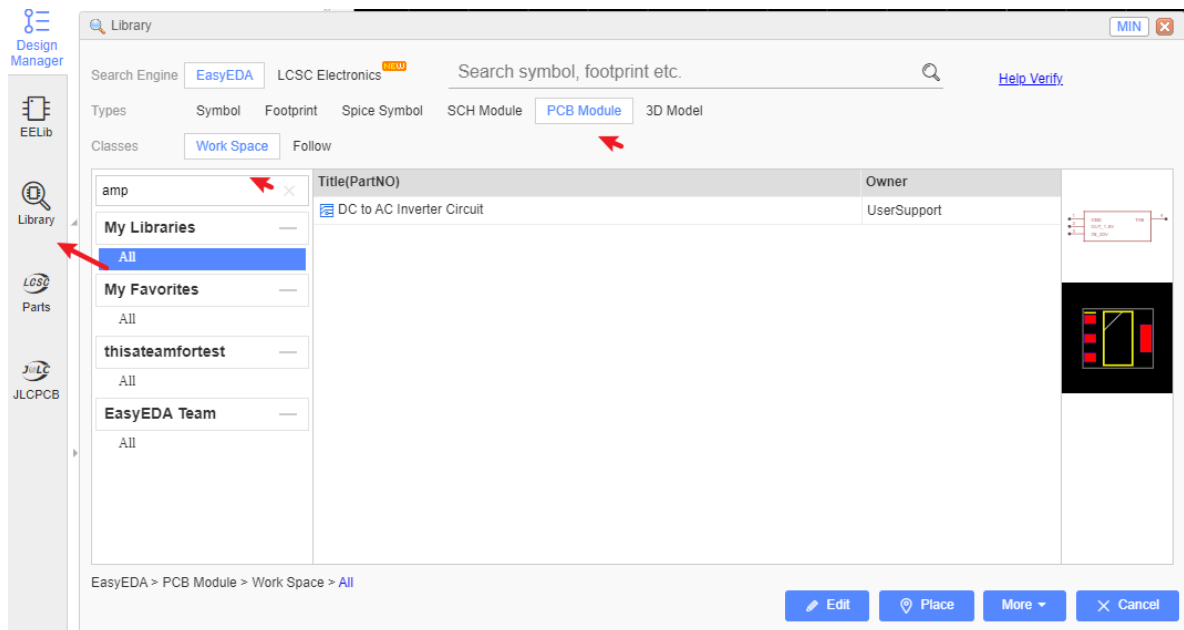 Design
Manager
EELib
Library
LCSC
Parts
JLCPCB
Library
MIN
Search Engine EasyEDA LCSC Electronics NEW Search symbol, footprint etc. Help Verify
Types Symbol Footprint Spice Symbol SCH Module PCB Module 3D Model
Classes Work Space Follow
amp
My Libraries
All
My Favorites
All
thisateamfortest
All
EasyEDA Team
All
Title(PartNO) Owner
DC to AC Inverter Circuit UserSupport
EasyEDA > PCB Module > Work Space > All
Edit Place More Cancel